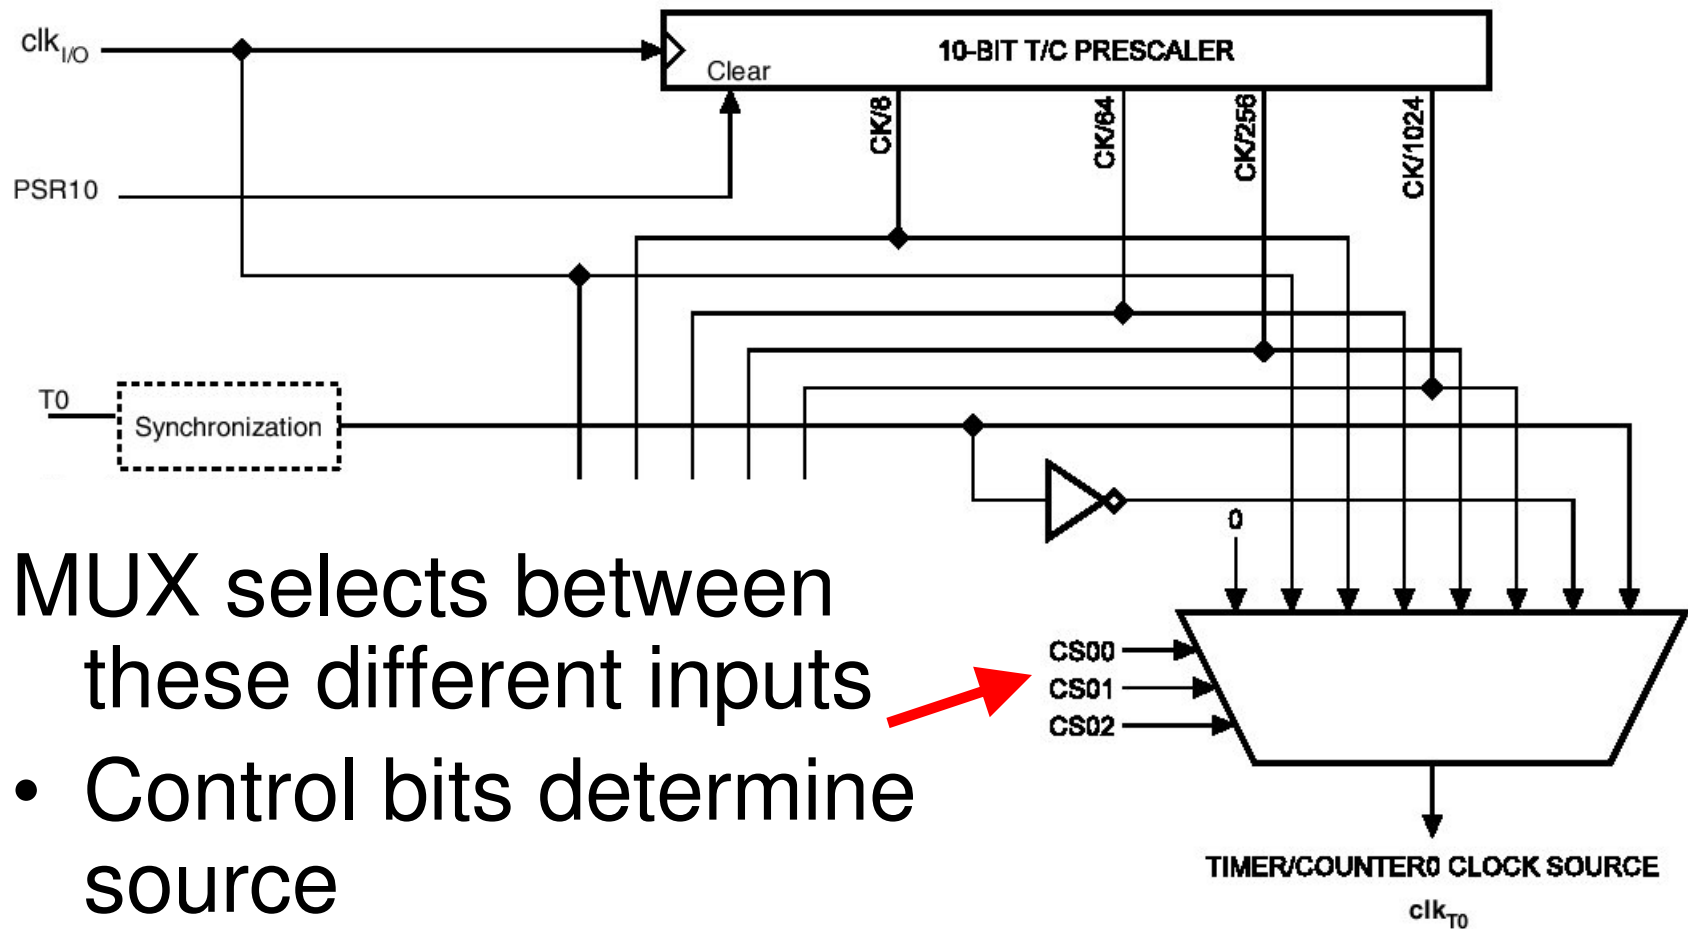 clkI/O
10-BIT T/C PRESCALER
Clear
CK/8
CK/64
CK/256
CK/1024
PSR10
T0
Synchronization
0
MUX selects between
these different inputs
CS00
CS01
CS02
• Control bits determine
source
TIMER/COUNTER0 CLOCK SOURCE
clkT0